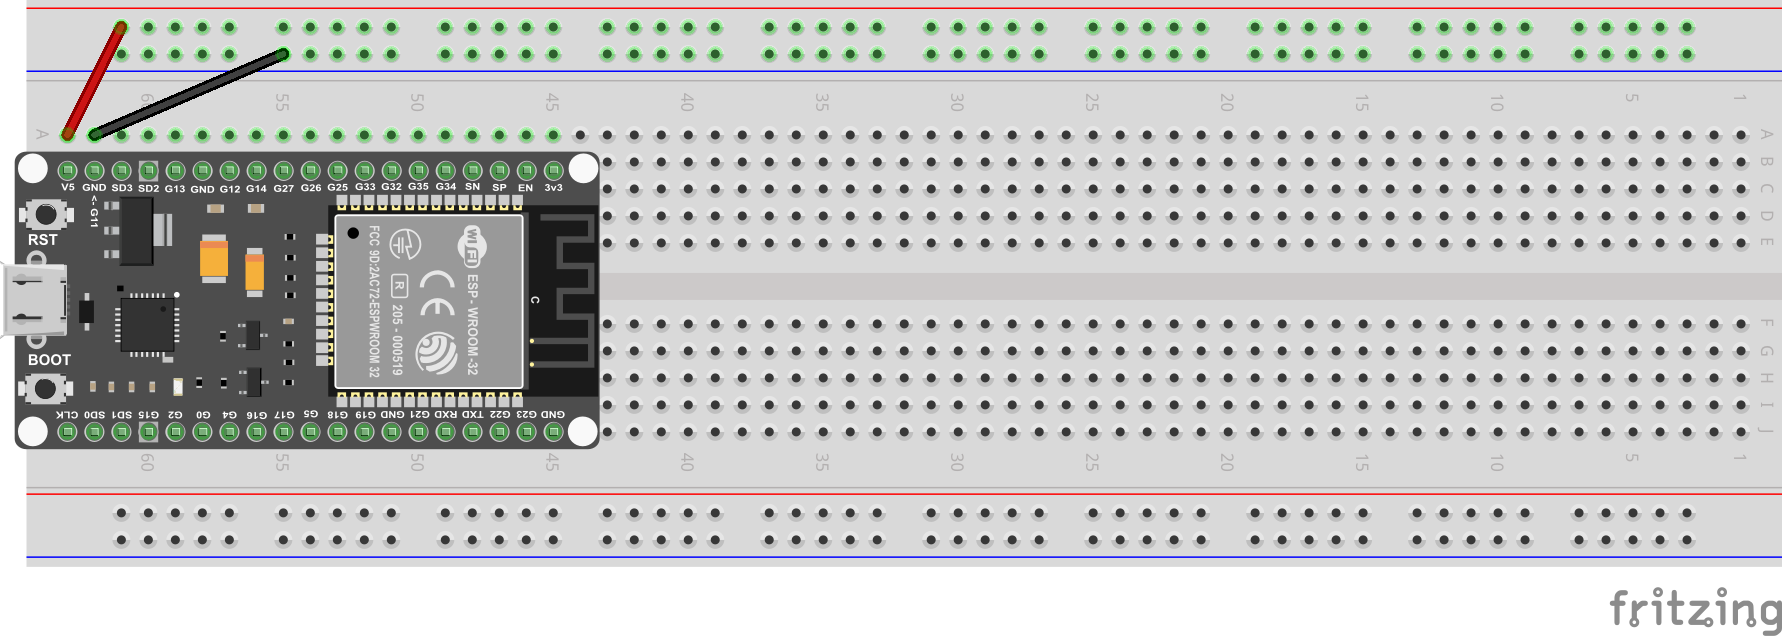 60 55 50 45 40 35 30 25 20 15 10 5 1
A A
V5 GND SD3 SD2 G13 GND G12 G14 G27 G26 G25 G33 G32 G35 G34 SN SP EN 3v3
B
C
D
E
<- G11
RST
WiFi
ESP - WROOM -32
FCC 9D:2AC72-ESPWROOM 32
R
205 - 000519
CE
C
BOOT
F
G
H
I
J
CLK SD0 SD1 G15 G2 G0 G4 G16 G17 G5 G18 G19 GND G21 RXD TXD G22 G23 GND
60 55 50 45 40 35 30 25 20 15 10 5 1
fritzing